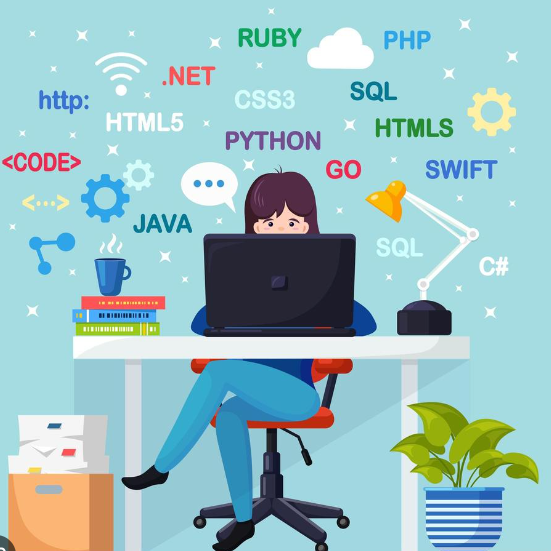 RUBY
PHP
.NET
http:
CSS3
SQL
HTML5
HTMLS
PYTHON
<CODE>
GO
SWIFT
<···>
JAVA
SQL
C#